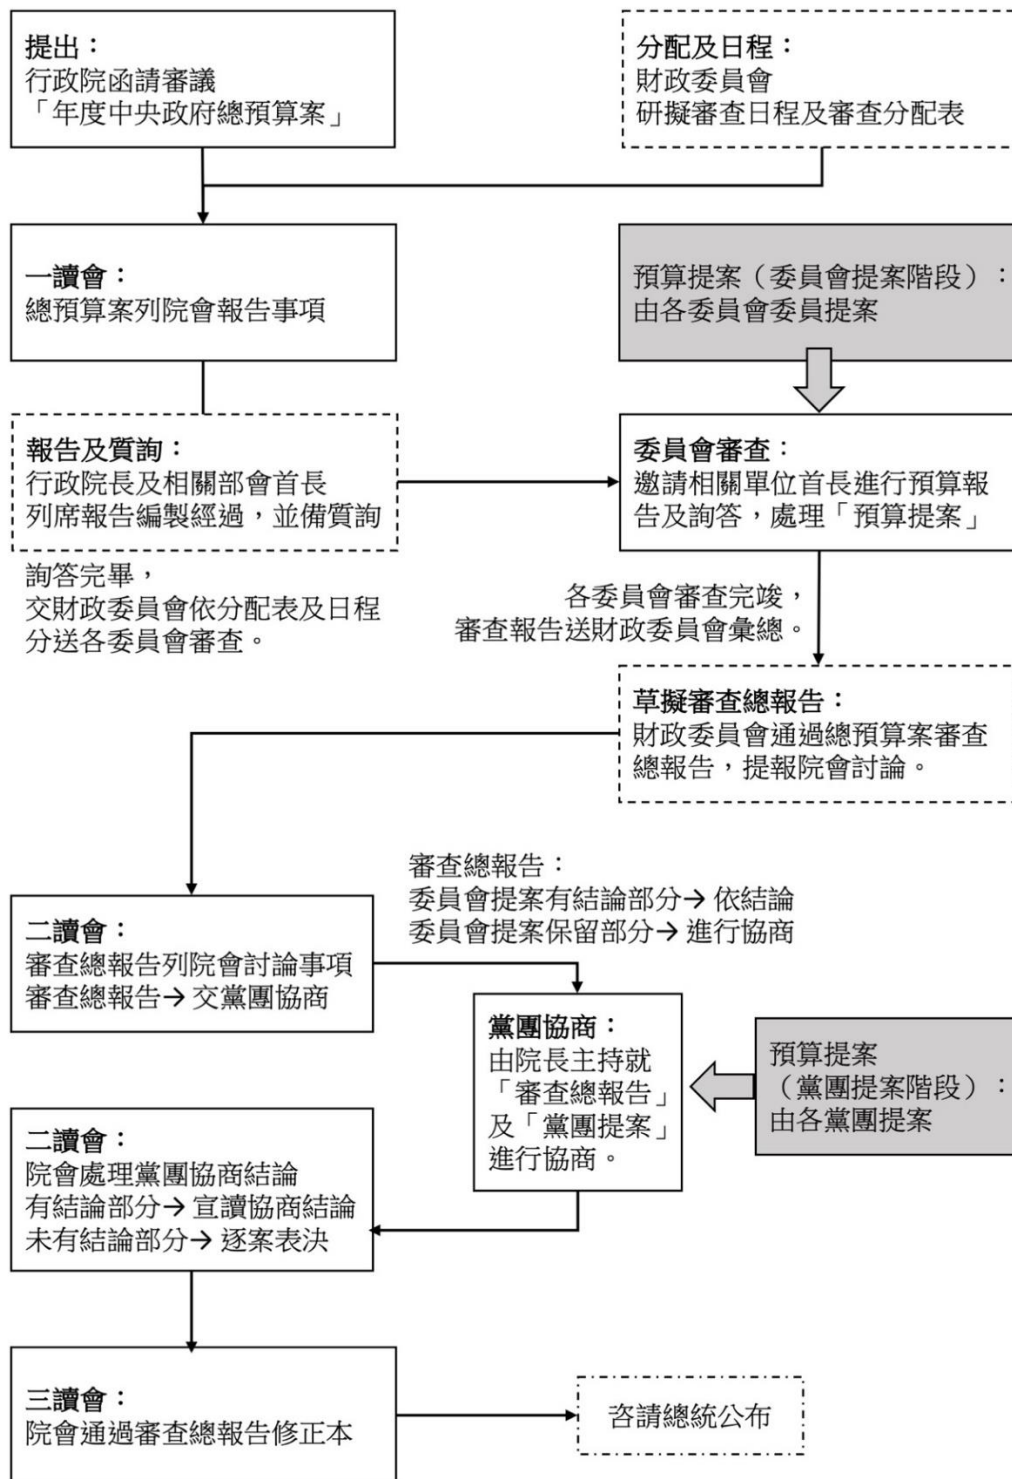 提出：
行政院函請審議
「年度中央政府總預算案」
分配及日程：
財政委員會
研擬審查日程及審查分配表
一讀會：
總預算案列院會報告事項
預算提案（委員會提案階段）：
由各委員會委員提案
報告及質詢：
行政院長及相關部會首長
列席報告編製經過，並備質詢
委員會審查：
邀請相關單位首長進行預算報
告及詢答，處理「預算提案」
詢答完畢，
交財政委員會依分配表及日程
分送各委員會審查。
各委員會審查完竣，
審查報告送財政委員會彙總。
草擬審查總報告：
財政委員會通過總預算案審查
總報告，提報院會討論。
審查總報告：
委員會提案有結論部分→ 依結論
委員會提案保留部分→ 進行協商
二讀會：
審查總報告列院會討論事項
審查總報告→ 交黨團協商
黨團協商：
由院長主持就
「審查總報告」
及「黨團提案」
進行協商。
預算提案
（黨團提案階段）：
由各黨團提案
二讀會：
院會處理黨團協商結論
有結論部分→ 宣讀協商結論
未有結論部分→ 逐案表決
三讀會：
院會通過審查總報告修正本
咨請總統公布